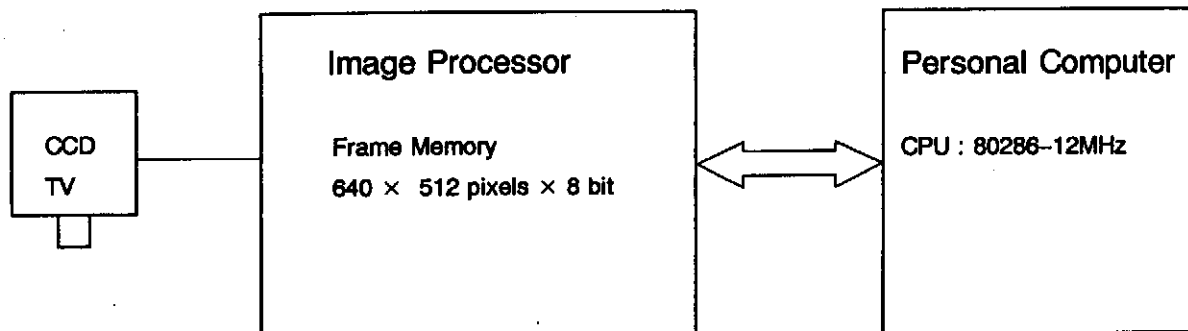 CCD
TV
Image Processor
Frame Memory
640 × 512 pixels × 8 bit
Personal Computer
CPU : 80286–12MHz